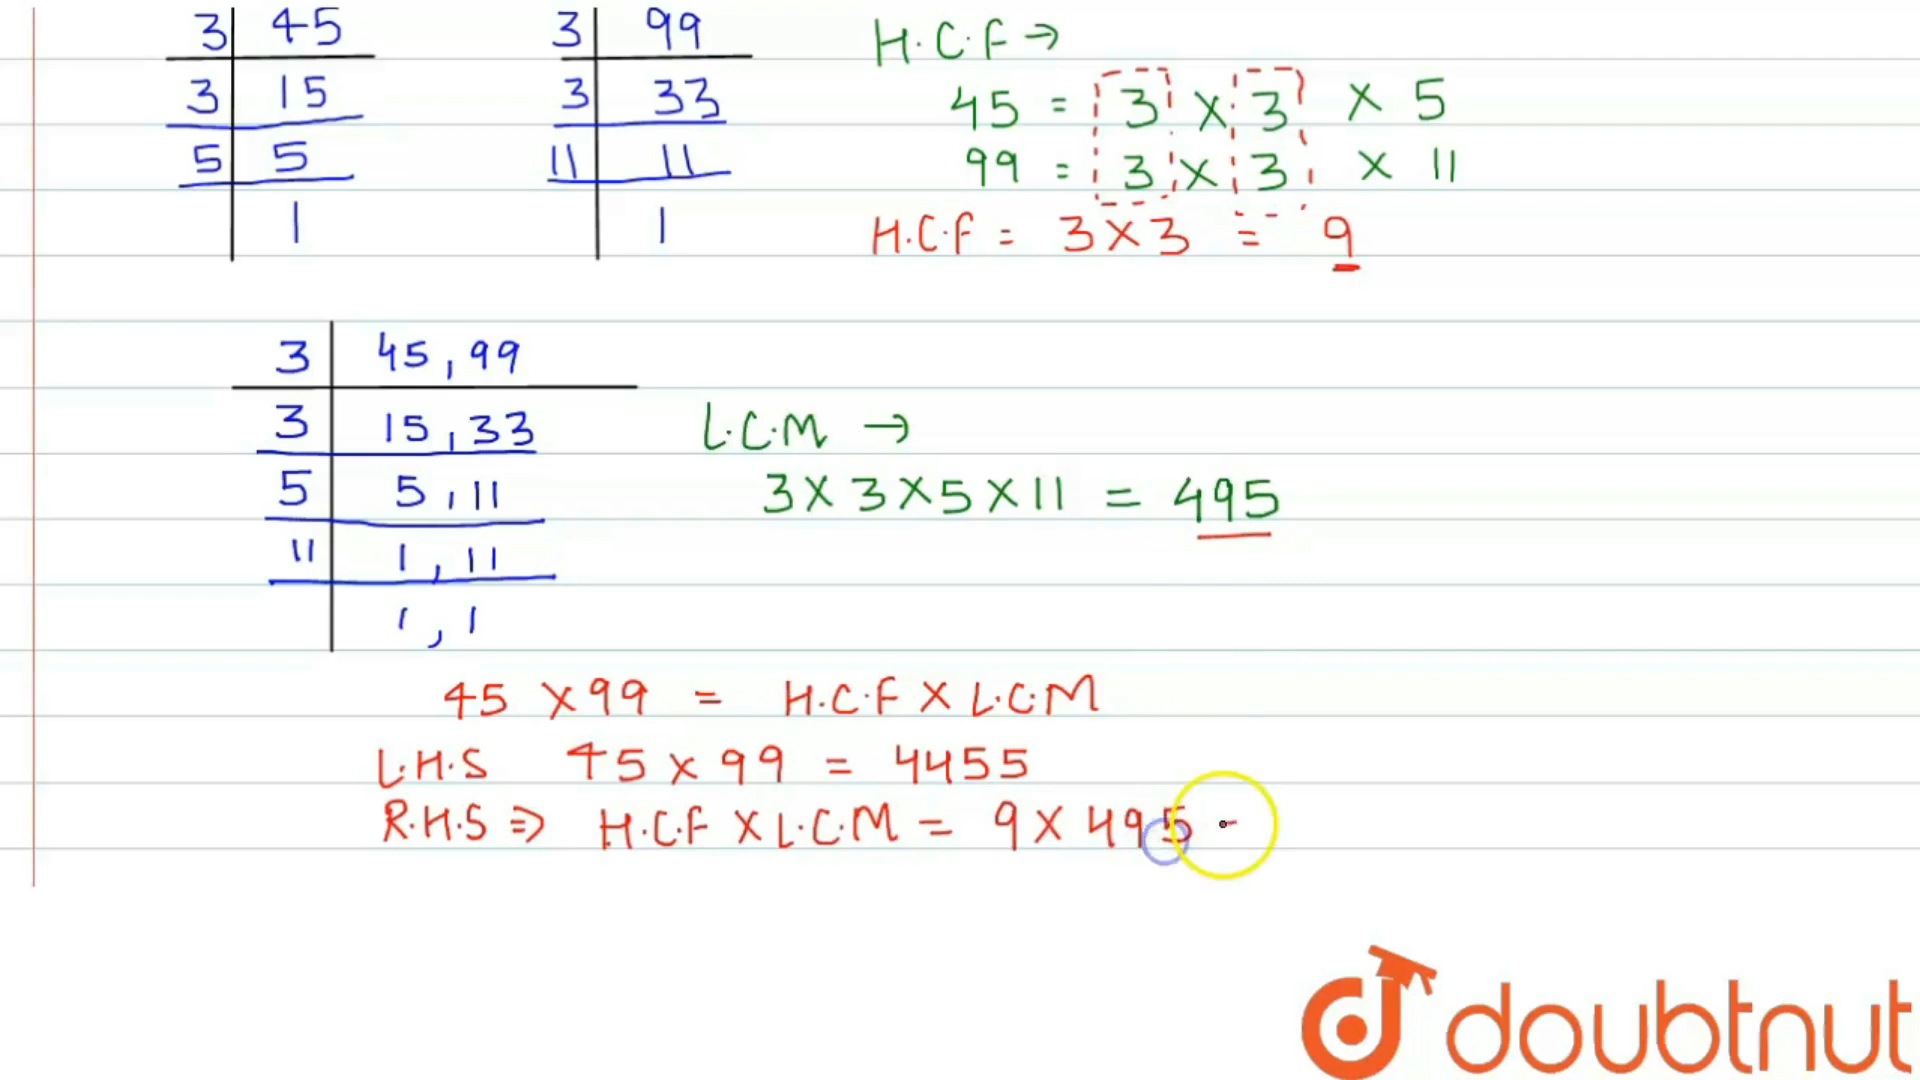 3 | 45
3 | 15
5 | 5
1
3 | 99
3 | 33
11 | 11
1
H.C.F →
45 = 3 × 3 × 5
99 = 3 × 3 × 11
H.C.F = 3 × 3 = 9
3 | 45, 99
3 | 15, 33
5 | 5, 11
11 | 1, 11
1, 1
L.C.M →
3 × 3 × 5 × 11 = 495
45 × 99 = H.C.F × L.C.M
L.H.S 45 × 99 = 4455
R.H.S ⇒ H.C.F × L.C.M = 9 × 495 -
doubtnut